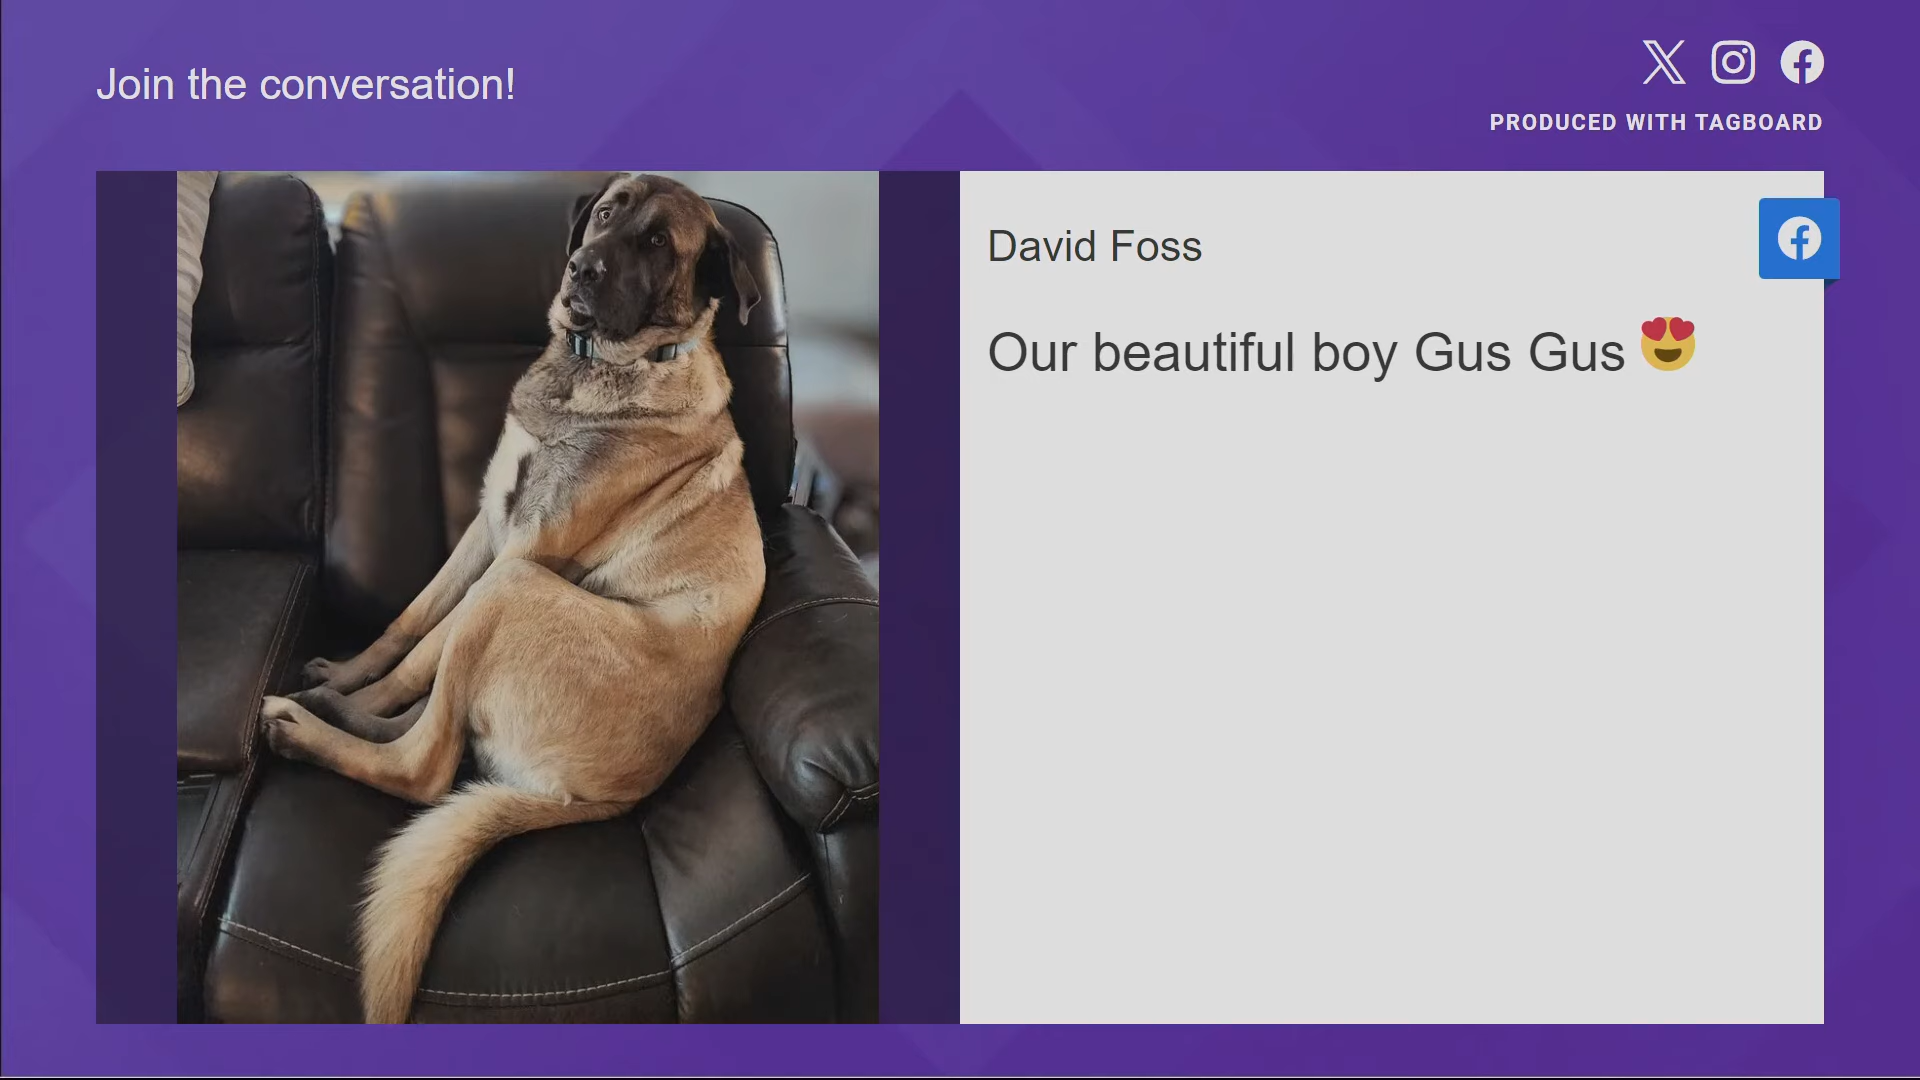 Join the conversation!
PRODUCED WITH TAGBOARD
David Foss
Our beautiful boy Gus Gus 😍